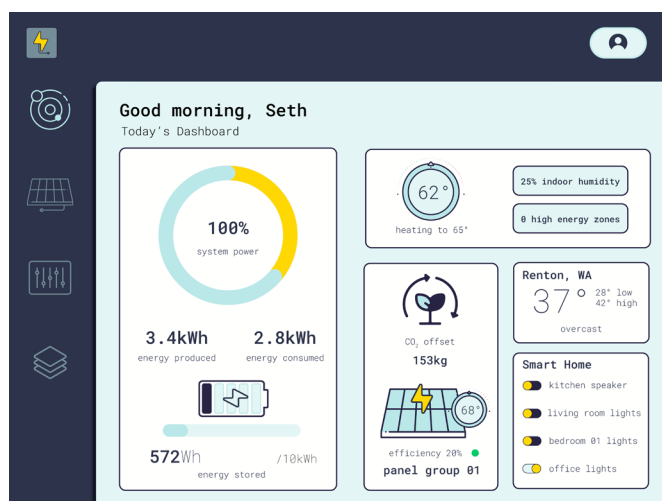 Good morning, Seth
Today's Dashboard
100%
system power
3.4kWh
energy produced
2.8kWh
energy consumed
572Wh
/10kWh
energy stored
62°
heating to 65°
25% indoor humidity
0 high energy zones
CO₂ offset
153kg
68°
efficiency 20%
panel group 01
Renton, WA
37°
28° low
42° high
overcast
Smart Home
kitchen speaker
living room lights
bedroom 01 lights
office lights